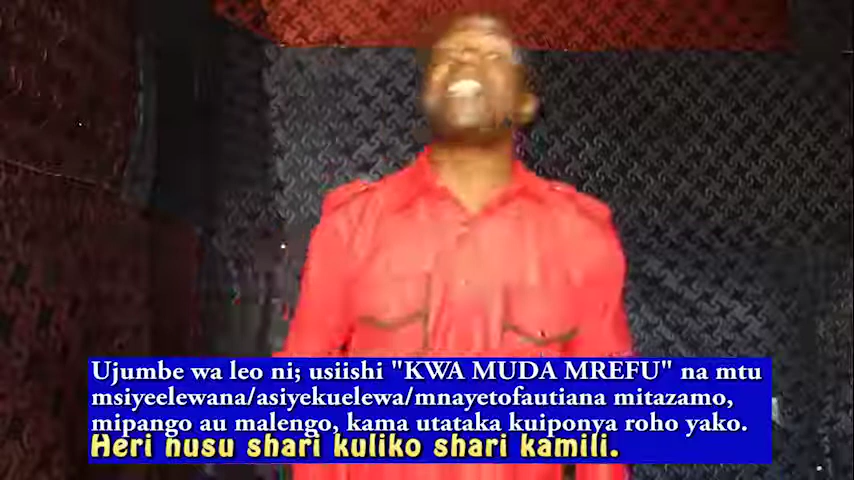 Ujumbe wa leo ni; usiishi "KWA MUDA MREFU" na mtu
msiyeelewana/asiyekuelewa/mnayetofautiana mitazamo,
mipango au malengo, kama utataka kuiponya roho yako.
Heri nusu shari kuliko shari kamili.